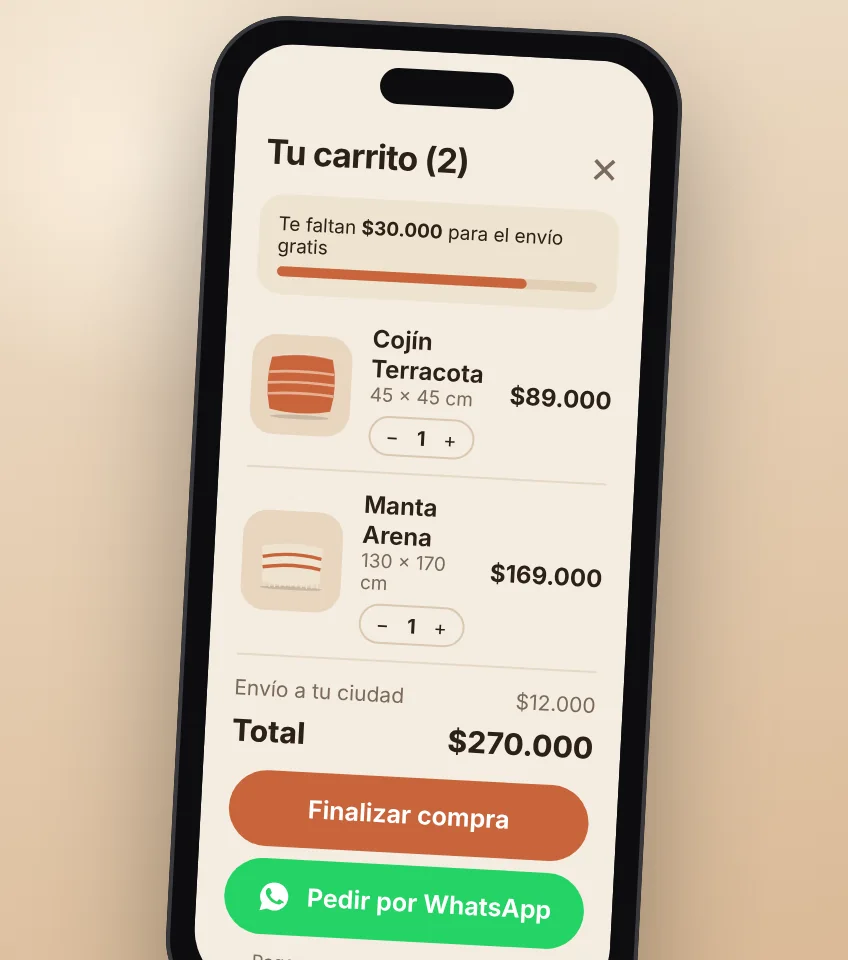 Tu carrito (2)
Te faltan $30.000 para el envío
gratis
Cojín
Terracota
45 × 45 cm
$89.000
− 1 +
Manta
Arena
130 × 170
cm
$169.000
− 1 +
Envío a tu ciudad $12.000
Total $270.000
Finalizar compra
Pedir por WhatsApp